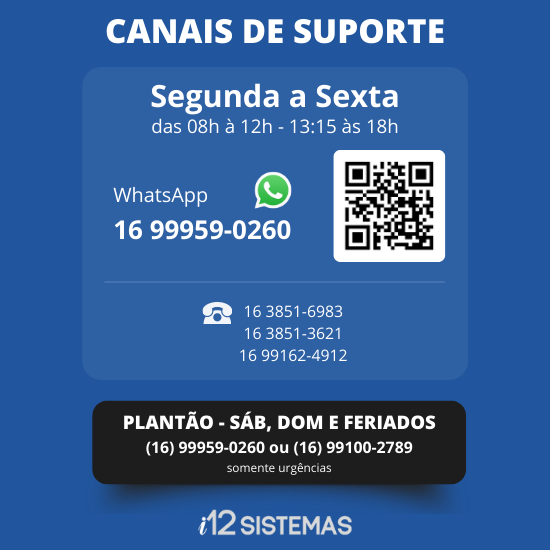 CANAIS DE SUPORTE
Segunda a Sexta
das 08h à 12h - 13:15 às 18h
WhatsApp
16 99959-0260
16 3851-6983
16 3851-3621
16 99162-4912
PLANTÃO - SÁB, DOM E FERIADOS
(16) 99959-0260 ou (16) 99100-2789
somente urgências
i12 SISTEMAS